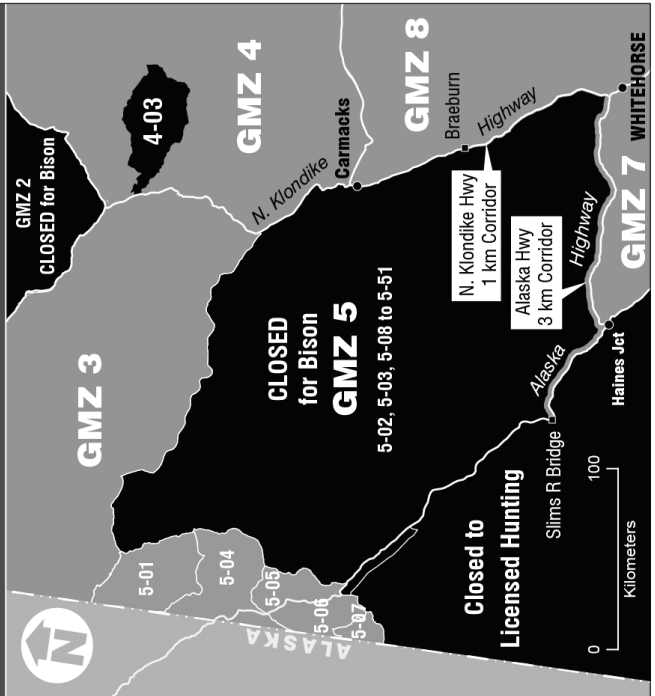 GMZ 2
CLOSED for Bison
4-03
GMZ 4
GMZ 3
N. Klondike
Carmacks
GMZ 8
Braeburn
Highway
N. Klondike Hwy
1 km Corridor
CLOSED
for Bison
GMZ 5
5-02, 5-03, 5-08 to 5-51
Alaska Hwy
3 km Corridor
Highway
Alaska
WHITEHORSE
GMZ 7
Haines Jct
Slims R Bridge
5-01
5-04
5-05
5-06
5-07
ALASKA
Closed to
Licensed Hunting
0
100
Kilometers
N